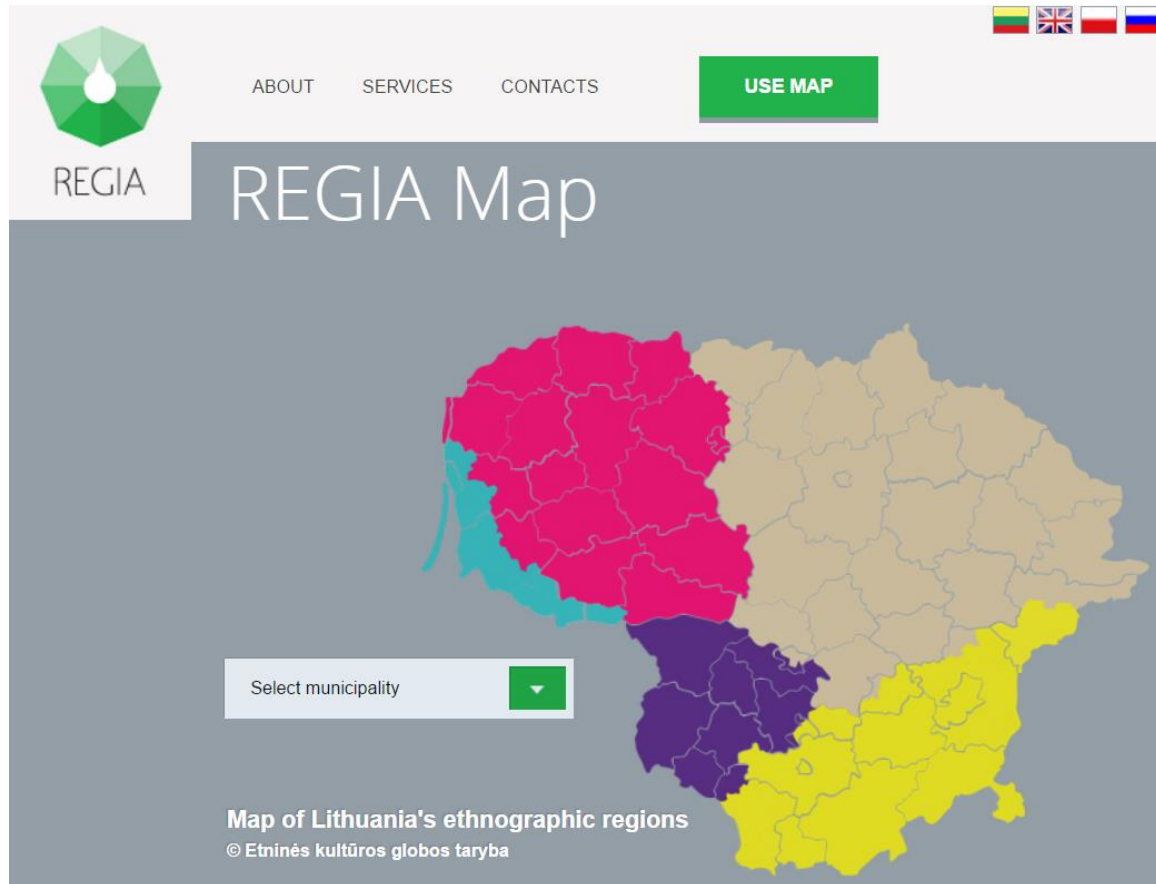 ABOUT SERVICES CONTACTS USE MAP
REGIA
REGIA Map
Select municipality
Map of Lithuania's ethnographic regions
© Etninės kultūros globos taryba